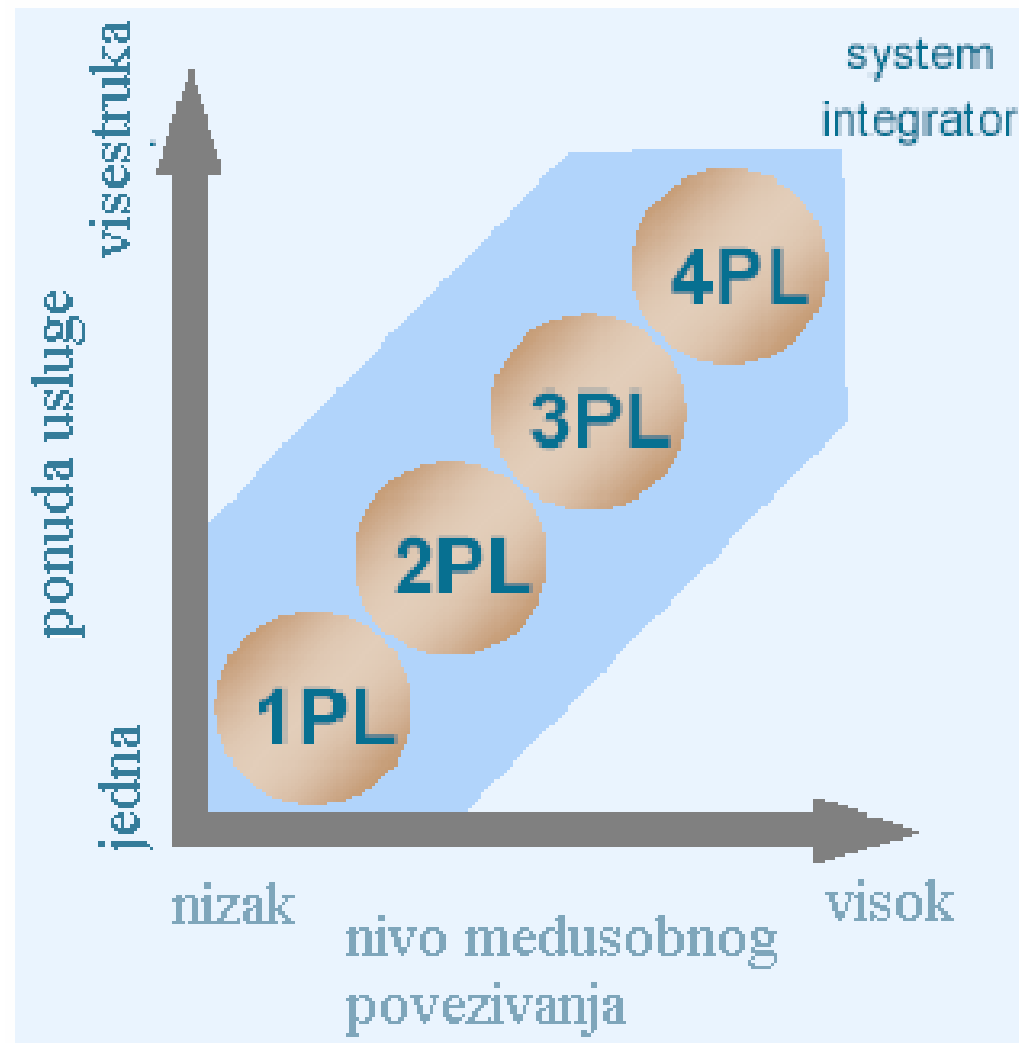 system
integrator
visestruka
ponuda usluge
jedna
4PL
3PL
2PL
1PL
nizak
visok
nivo medusobnog
povezivanja